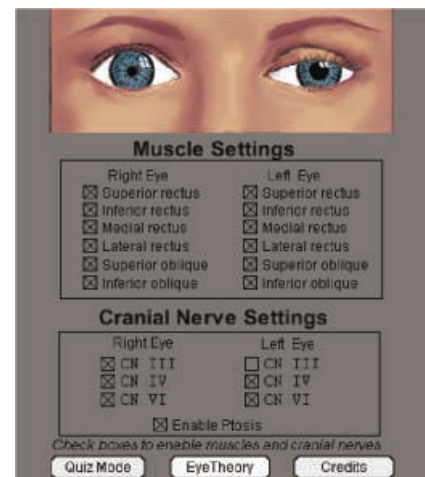 Muscle Settings
Right Eye Left Eye
Superior rectus Superior rectus
Inferior rectus Inferior rectus
Medial rectus Medial rectus
Lateral rectus Lateral rectus
Superior oblique Superior oblique
Inferior oblique Inferior oblique
Cranial Nerve Settings
Right Eye Left Eye
CN III CN III
CN IV CN IV
CN VI CN VI
Enable Ptosis
Check boxes to enable muscles and cranial nerves
Quiz Mode EyeTheory Credits